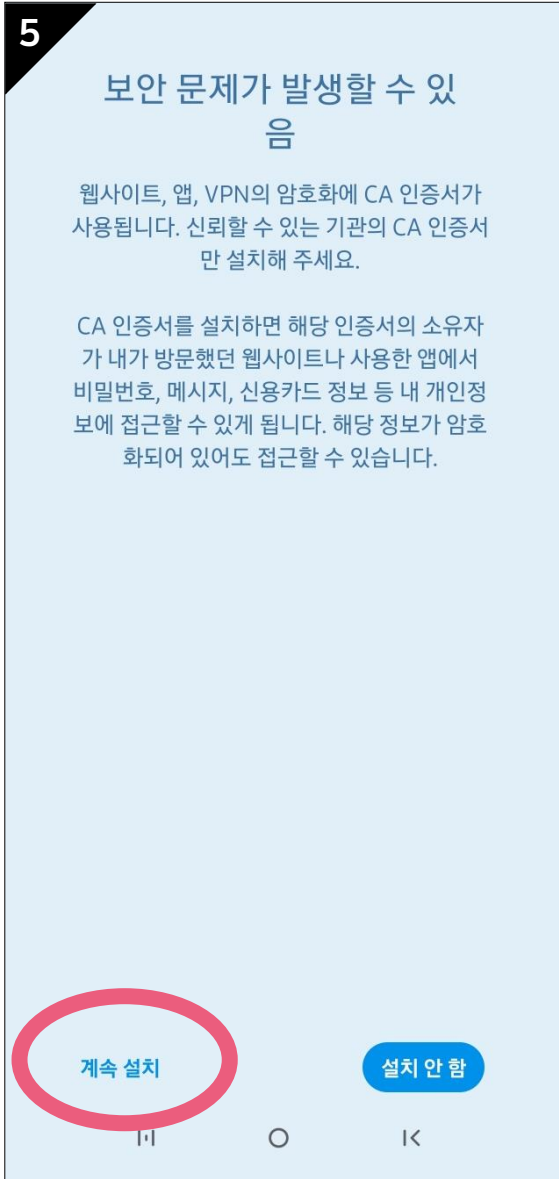 5
보안 문제가 발생할 수 있
음
웹사이트, 앱, VPN의 암호화에 CA 인증서가
사용됩니다. 신뢰할 수 있는 기관의 CA 인증서
만 설치해 주세요.
CA 인증서를 설치하면 해당 인증서의 소유자
가 내가 방문했던 웹사이트나 사용한 앱에서
비밀번호, 메시지, 신용카드 정보 등 내 개인정
보에 접근할 수 있게 됩니다. 해당 정보가 암호
화되어 있어도 접근할 수 있습니다.
계속 설치
설치 안 함